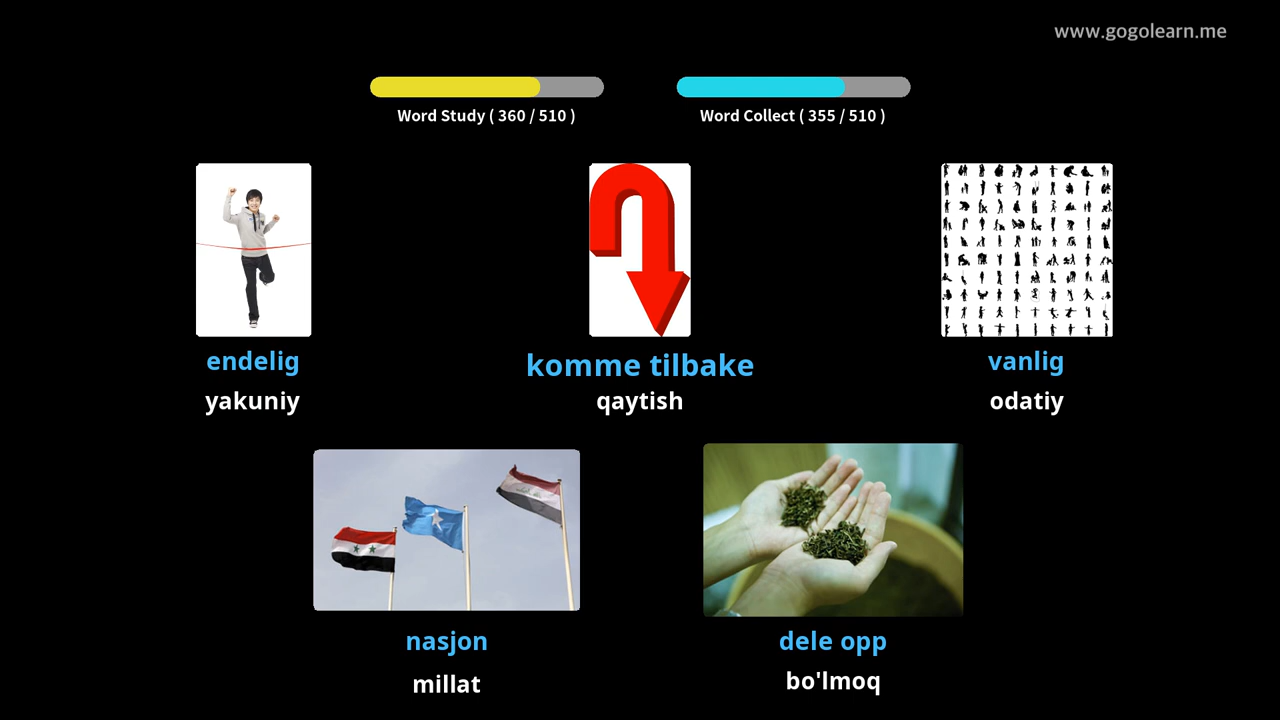 www.gogolearn.me
Word Study ( 360 / 510 )
Word Collect ( 355 / 510 )
endelig
yakuniy
komme tilbake
qaytish
vanlig
odatiy
nasjon
millat
dele opp
bo'lmoq